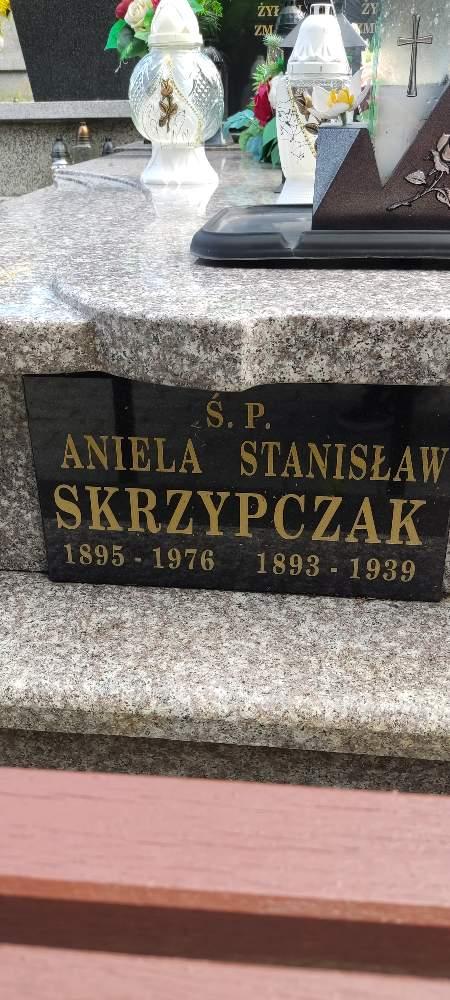 Ś. P.
ANIELA STANISŁAW
SKRZYPCZAK
1895 - 1976 1893 - 1939